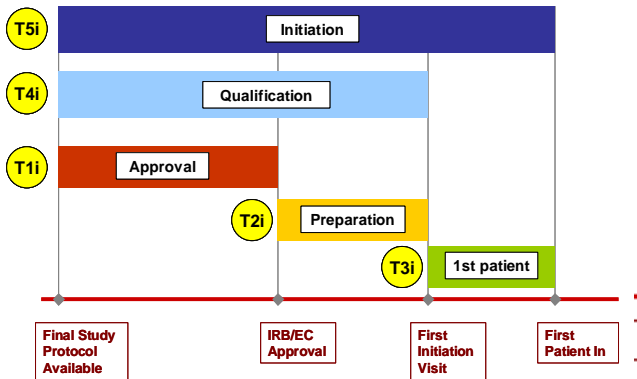 T5i
Initiation
T4i
Qualification
T1i
Approval
T2i
Preparation
T3i
1st patient
Final Study
Protocol
Available
IRB/EC
Approval
First
Initiation
Visit
First
Patient In